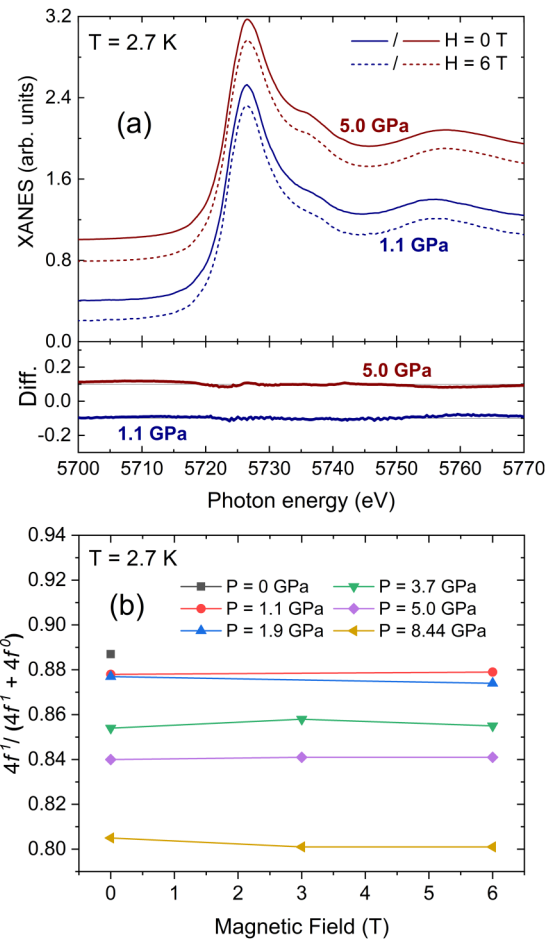 T = 2.7 K
/ H = 0 T
/ H = 6 T
(a)
5.0 GPa
1.1 GPa
XANES (arb. units)
3.2
2.4
1.6
0.8
0.0
5.0 GPa
1.1 GPa
Diff.
0.2
0.0
-0.2
5700 5710 5720 5730 5740 5750 5760 5770
Photon energy (eV)
T = 2.7 K
(b)
P = 0 GPa
P = 1.1 GPa
P = 1.9 GPa
P = 3.7 GPa
P = 5.0 GPa
P = 8.44 GPa
4f¹/ (4f¹ + 4f⁰)
0.94
0.92
0.90
0.88
0.86
0.84
0.82
0.80
0 1 2 3 4 5 6
Magnetic Field (T)